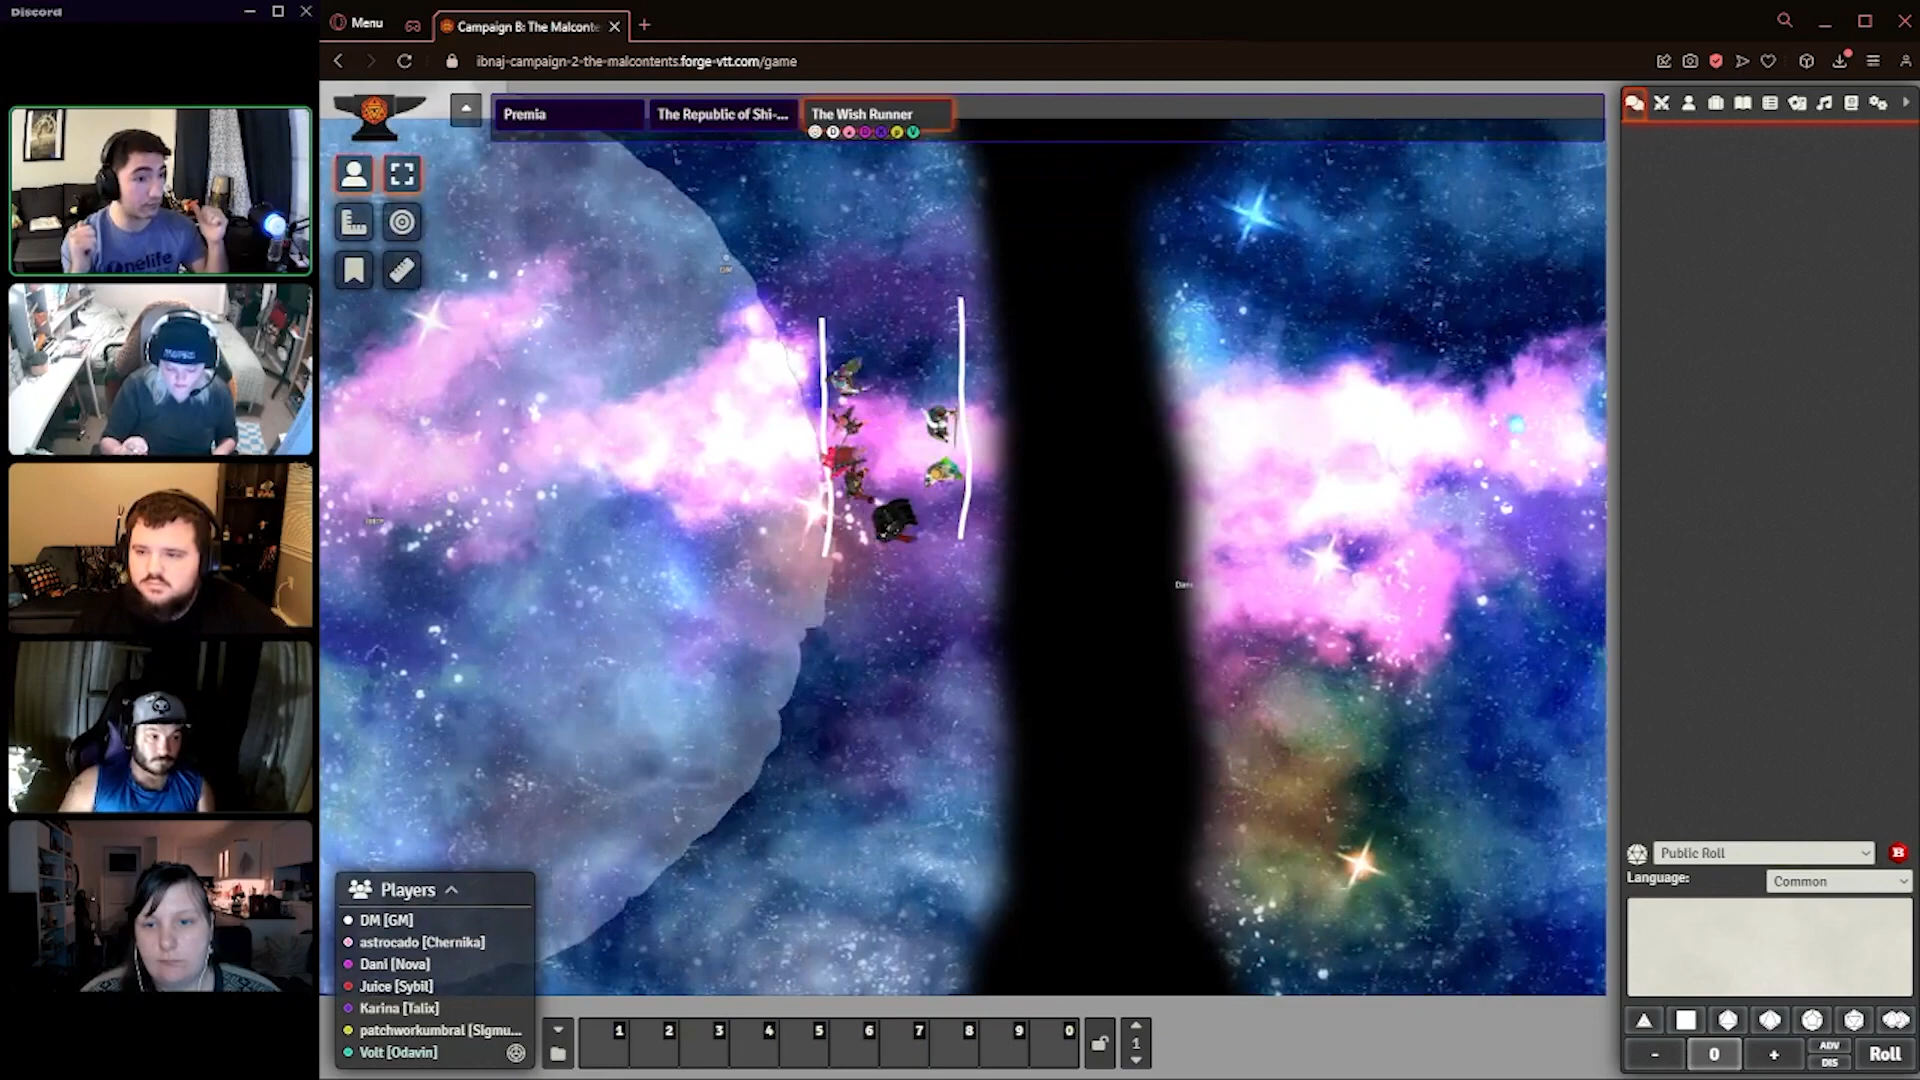 Discord
Menu
Campaign B: The Malconte
ibnaj-campaign-2-the-malcontents.forge-vtt.com/game
Premia
The Republic of Shi-...
The Wish Runner
DM
Dani
Players
DM [GM]
astrocado [Chernika]
Dani [Nova]
Juice [Sybil]
Karina [Talix]
patchworkumbral [Sigmu...
Volt [Odavin]
1 2 3 4 5 6 7 8 9 0
1
Public Roll
Language:
Common
- 0 + ADV DIS Roll